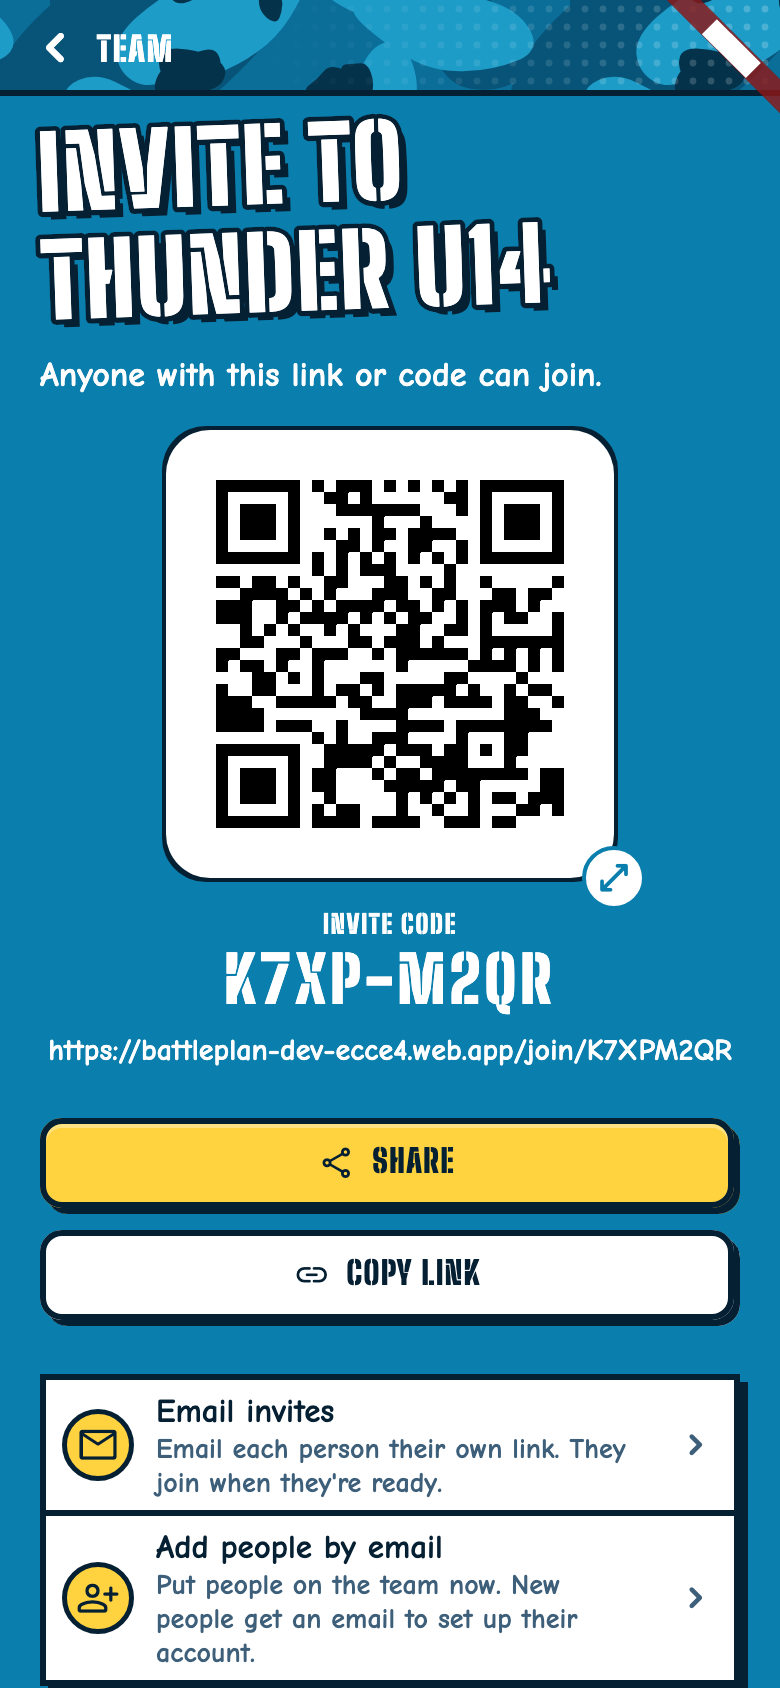 TEAM
INVITE TO
THUNDER U14
Anyone with this link or code can join.
INVITE CODE
K7XP-M2QR
https://battleplan-dev-ecce4.web.app/join/K7XPM2QR
SHARE
COPY LINK
Email invites
Email each person their own link. They
join when they're ready.
Add people by email
Put people on the team now. New
people get an email to set up their
account.